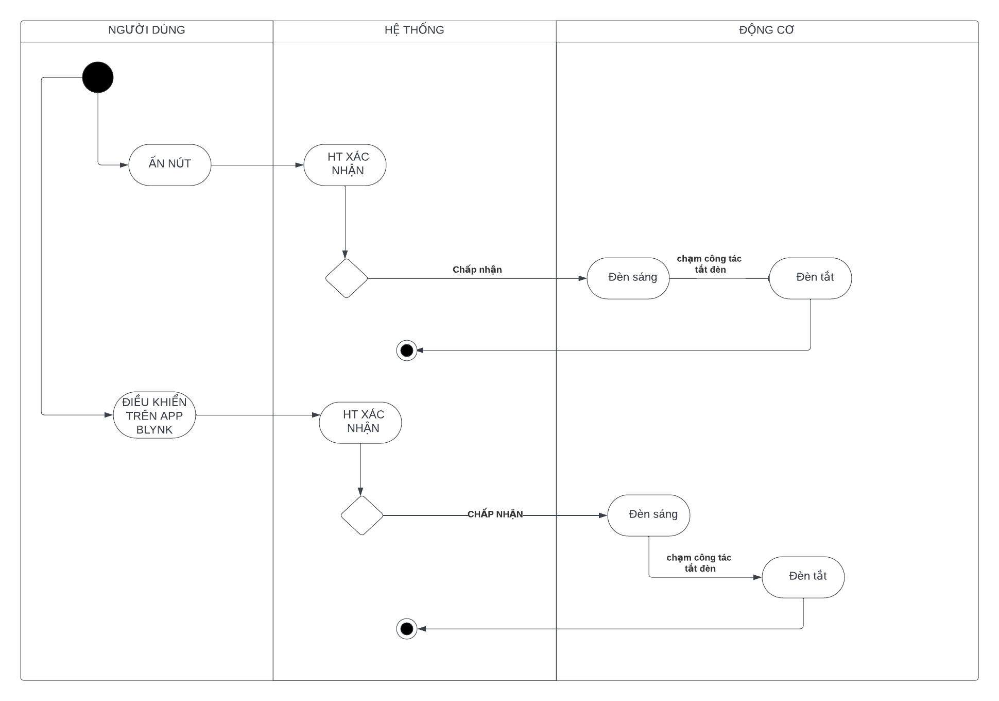 NGƯỜI DÙNG
HỆ THỐNG
ĐỘNG CƠ
ẤN NÚT
HT XÁC
NHẬN
Chấp nhận
Đèn sáng
chạm công tác
tắt đèn
Đèn tắt
ĐIỀU KHIỂN
TRÊN APP
BLYNK
HT XÁC
NHẬN
CHẤP NHẬN
Đèn sáng
chạm công tác
tắt đèn
Đèn tắt